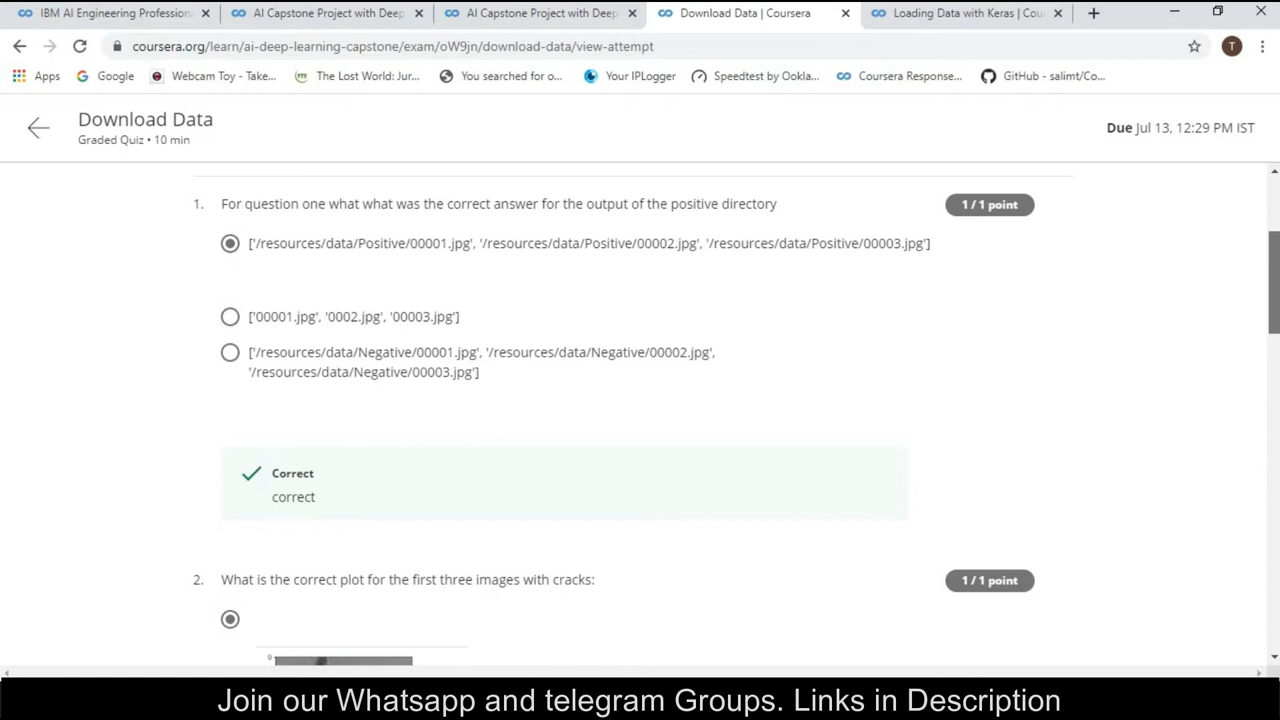 IBM AI Engineering Profession
AI Capstone Project with Deep
AI Capstone Project with Deep
Download Data | Coursera
Loading Data with Keras | Cou
coursera.org/learn/ai-deep-learning-capstone/exam/oW9jn/download-data/view-attempt
T
Apps
Google
Webcam Toy - Take...
The Lost World: Jur...
You searched for o...
Your IPLogger
Speedtest by Ookla...
Coursera Response...
GitHub - salimt/Co...
Download Data
Graded Quiz • 10 min
Due Jul 13, 12:29 PM IST
1. For question one what what was the correct answer for the output of the positive directory
1 / 1 point
['/resources/data/Positive/00001.jpg', '/resources/data/Positive/00002.jpg', '/resources/data/Positive/00003.jpg']
['00001.jpg', '0002.jpg', '00003.jpg']
['/resources/data/Negative/00001.jpg', '/resources/data/Negative/00002.jpg',
'/resources/data/Negative/00003.jpg']
Correct
correct
2. What is the correct plot for the first three images with cracks:
1 / 1 point
0
Join our Whatsapp and telegram Groups. Links in Description